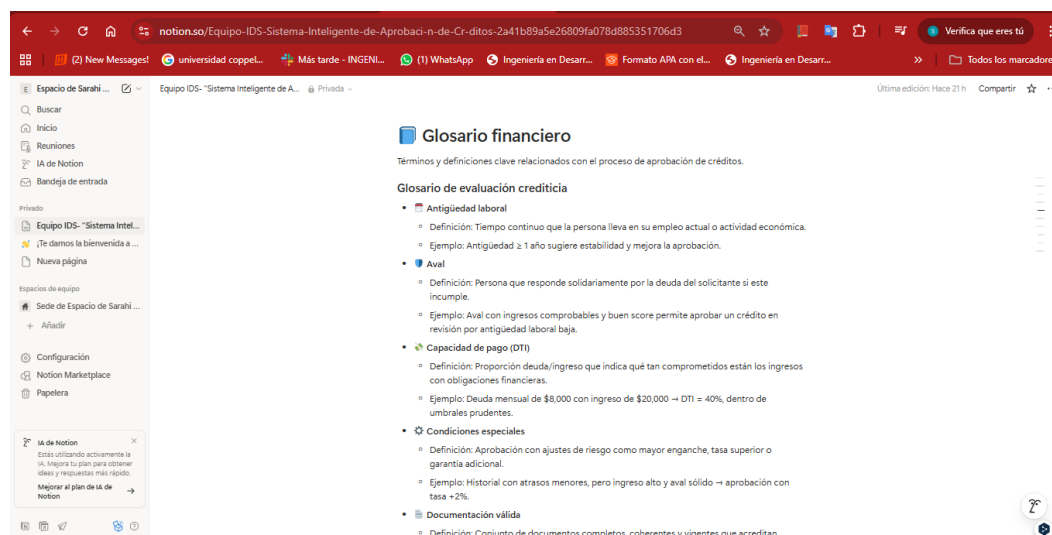 notion.so/Equipo-IDS-Sistema-Inteligente-de-Aprobaci-n-de-Cr-ditos-2a41b89a5e26809fa078d885351706d3
Verifica que eres tú
(2) New Messages!
universidad coppel...
Más tarde - INGENI...
(1) WhatsApp
Ingeniería en Desarr...
Formato APA con el...
Ingeniería en Desarr...
»
Todos los marcadores
E Espacio de Sarahi ...
Equipo IDS- "Sistema Inteligente de A...
Privada
Última edición: Hace 21 h
Compartir
Buscar
Inicio
Reuniones
IA de Notion
Bandeja de entrada
Privado
Equipo IDS- "Sistema Intel...
¡Te damos la bienvenida a ...
Nueva página
Espacios de equipo
Sede de Espacio de Sarahi ...
+ Añadir
Configuración
Notion Marketplace
Papelera
IA de Notion
Estás utilizando activamente la
IA. Mejora tu plan para obtener
ideas y respuestas más rápido.
Mejorar al plan de IA de
Notion
Glosario financiero
Términos y definiciones clave relacionados con el proceso de aprobación de créditos.
Glosario de evaluación crediticia
• Antigüedad laboral
◦ Definición: Tiempo continuo que la persona lleva en su empleo actual o actividad económica.
◦ Ejemplo: Antigüedad ≥ 1 año sugiere estabilidad y mejora la aprobación.
• Aval
◦ Definición: Persona que responde solidariamente por la deuda del solicitante si este
incumple.
◦ Ejemplo: Aval con ingresos comprobables y buen score permite aprobar un crédito en
revisión por antigüedad laboral baja.
• Capacidad de pago (DTI)
◦ Definición: Proporción deuda/ingreso que indica qué tan comprometidos están los ingresos
con obligaciones financieras.
◦ Ejemplo: Deuda mensual de $8,000 con ingreso de $20,000 → DTI = 40%, dentro de
umbrales prudentes.
• Condiciones especiales
◦ Definición: Aprobación con ajustes de riesgo como mayor enganche, tasa superior o
garantía adicional.
◦ Ejemplo: Historial con atrasos menores, pero ingreso alto y aval sólido → aprobación con
tasa +2%.
• Documentación válida
◦ Definición: Conjunto de documentos completos, coherentes y vigentes que acreditan